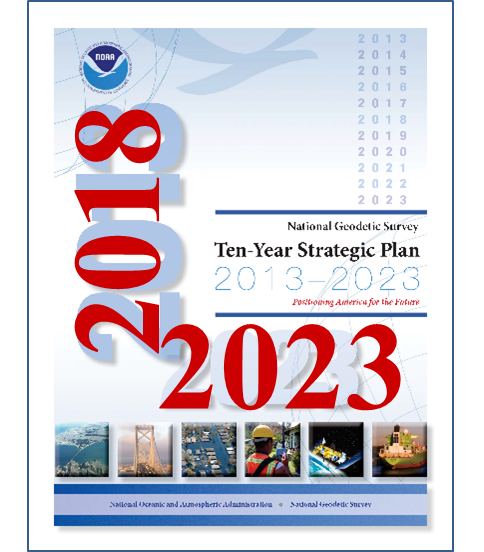 NOAA
2013
2014
2015
2016
2017
2018
2019
2020
2021
2022
2023
2018
National Geodetic Survey
Ten-Year Strategic Plan
2013–2023
Positioning America for the Future
2023
National Oceanic and Atmospheric Administration • National Geodetic Survey